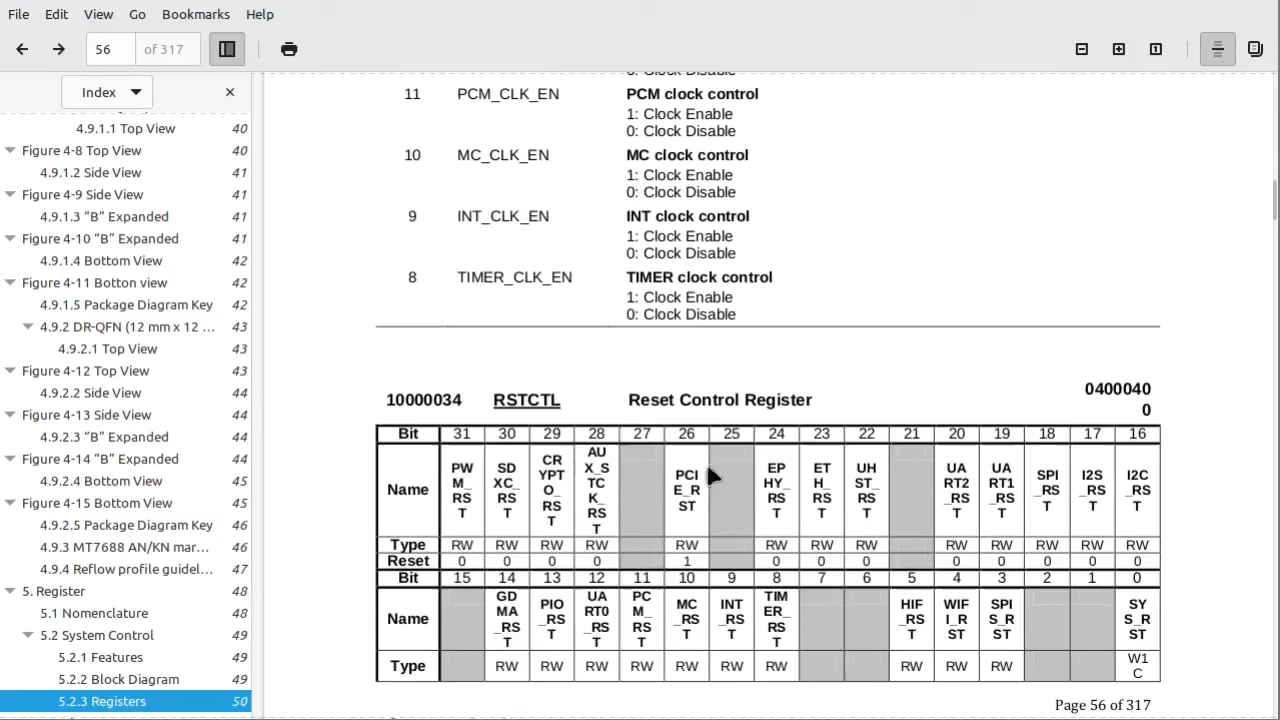 File Edit View Go Bookmarks Help
56 of 317
Index
4.9.1.1 Top View 40
Figure 4-8 Top View 40
4.9.1.2 Side View 41
Figure 4-9 Side View 41
4.9.1.3 “B” Expanded 41
Figure 4-10 “B” Expanded 41
4.9.1.4 Bottom View 42
Figure 4-11 Botton view 42
4.9.1.5 Package Diagram Key 42
4.9.2 DR-QFN (12 mm x 12 ... 43
4.9.2.1 Top View 43
Figure 4-12 Top View 43
4.9.2.2 Side View 44
Figure 4-13 Side View 44
4.9.2.3 “B” Expanded 44
Figure 4-14 “B” Expanded 44
4.9.2.4 Bottom View 45
Figure 4-15 Bottom View 45
4.9.2.5 Package Diagram Key 46
4.9.3 MT7688 AN/KN mar... 46
4.9.4 Reflow profile guidel... 47
5. Register 48
5.1 Nomenclature 48
5.2 System Control 49
5.2.1 Features 49
5.2.2 Block Diagram 49
5.2.3 Registers 50
0: Clock Disable
11 PCM_CLK_EN PCM clock control
1: Clock Enable
0: Clock Disable
10 MC_CLK_EN MC clock control
1: Clock Enable
0: Clock Disable
9 INT_CLK_EN INT clock control
1: Clock Enable
0: Clock Disable
8 TIMER_CLK_EN TIMER clock control
1: Clock Enable
0: Clock Disable
10000034 RSTCTL Reset Control Register 0400040
0
Bit 31 30 29 28 27 26 25 24 23 22 21 20 19 18 17 16
Name PWM_RST SDXC_RST CRYPTO_RST AUX_STCK_RST PCIE_RST EPHY_RST ETH_RST UHST_RST UART2_RST UART1_RST SPI_RST I2S_RST I2C_RST
Type RW RW RW RW RW RW RW RW RW RW RW RW RW
Reset 0 0 0 0 1 0 0 0 0 0 0 0 0
Bit 15 14 13 12 11 10 9 8 7 6 5 4 3 2 1 0
Name GDMA_RST PIO_RST UART0_RST PCM_RST MC_RST INT_RST TIMER_RST HIF_RST WIFI_RST SPIS_RST SYS_RST
Type RW RW RW RW RW RW RW RW RW RW W1C
Page 56 of 317